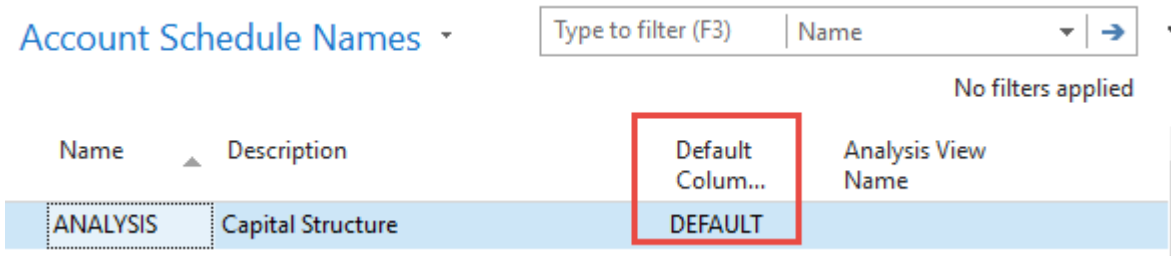 Account Schedule Names
Type to filter (F3) Name
No filters applied
Name Description Default Colum... Analysis View Name
ANALYSIS Capital Structure DEFAULT